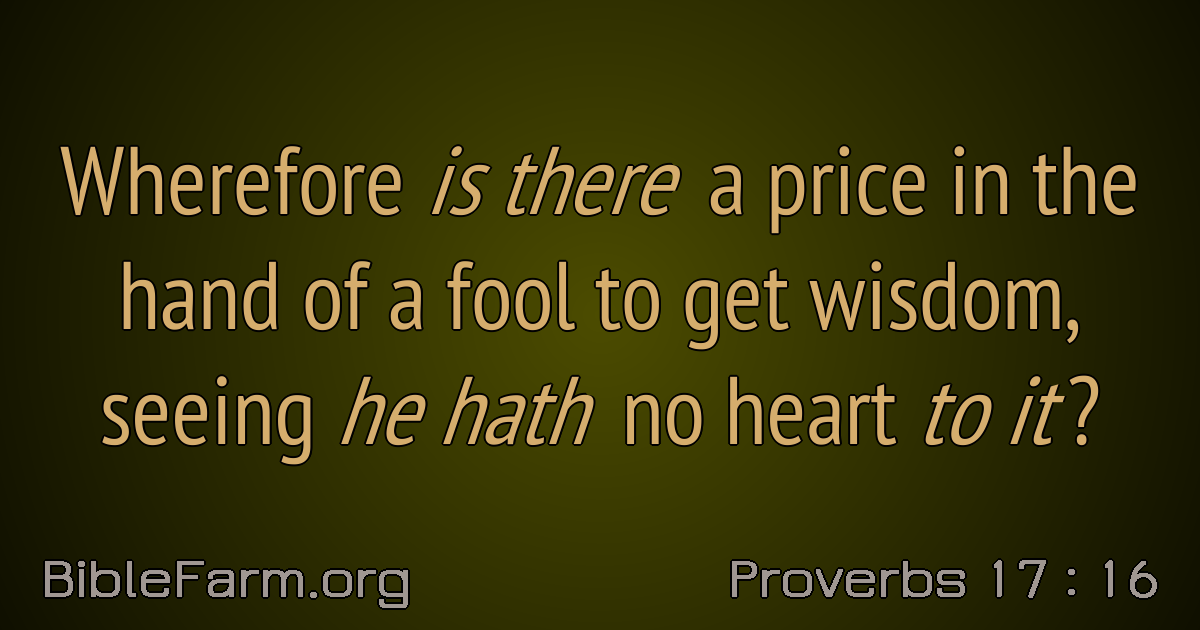 Wherefore is there a price in the
hand of a fool to get wisdom,
seeing he hath no heart to it?
BibleFarm.org
Proverbs 17 : 16